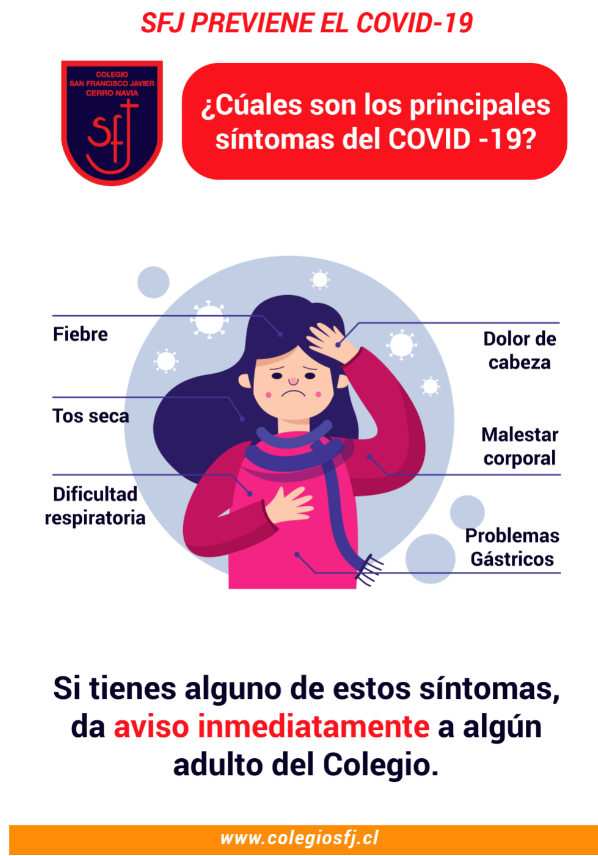 SFJ PREVIENE EL COVID-19
COLEGIO
SAN FRANCISCO JAVIER
CERRO NAVIA
sfj
¿Cúales son los principales
síntomas del COVID -19?
Fiebre
Dolor de
cabeza
Tos seca
Malestar
corporal
Dificultad
respiratoria
Problemas
Gástricos
Si tienes alguno de estos síntomas,
da aviso inmediatamente a algún
adulto del Colegio.
www.colegiosfj.cl